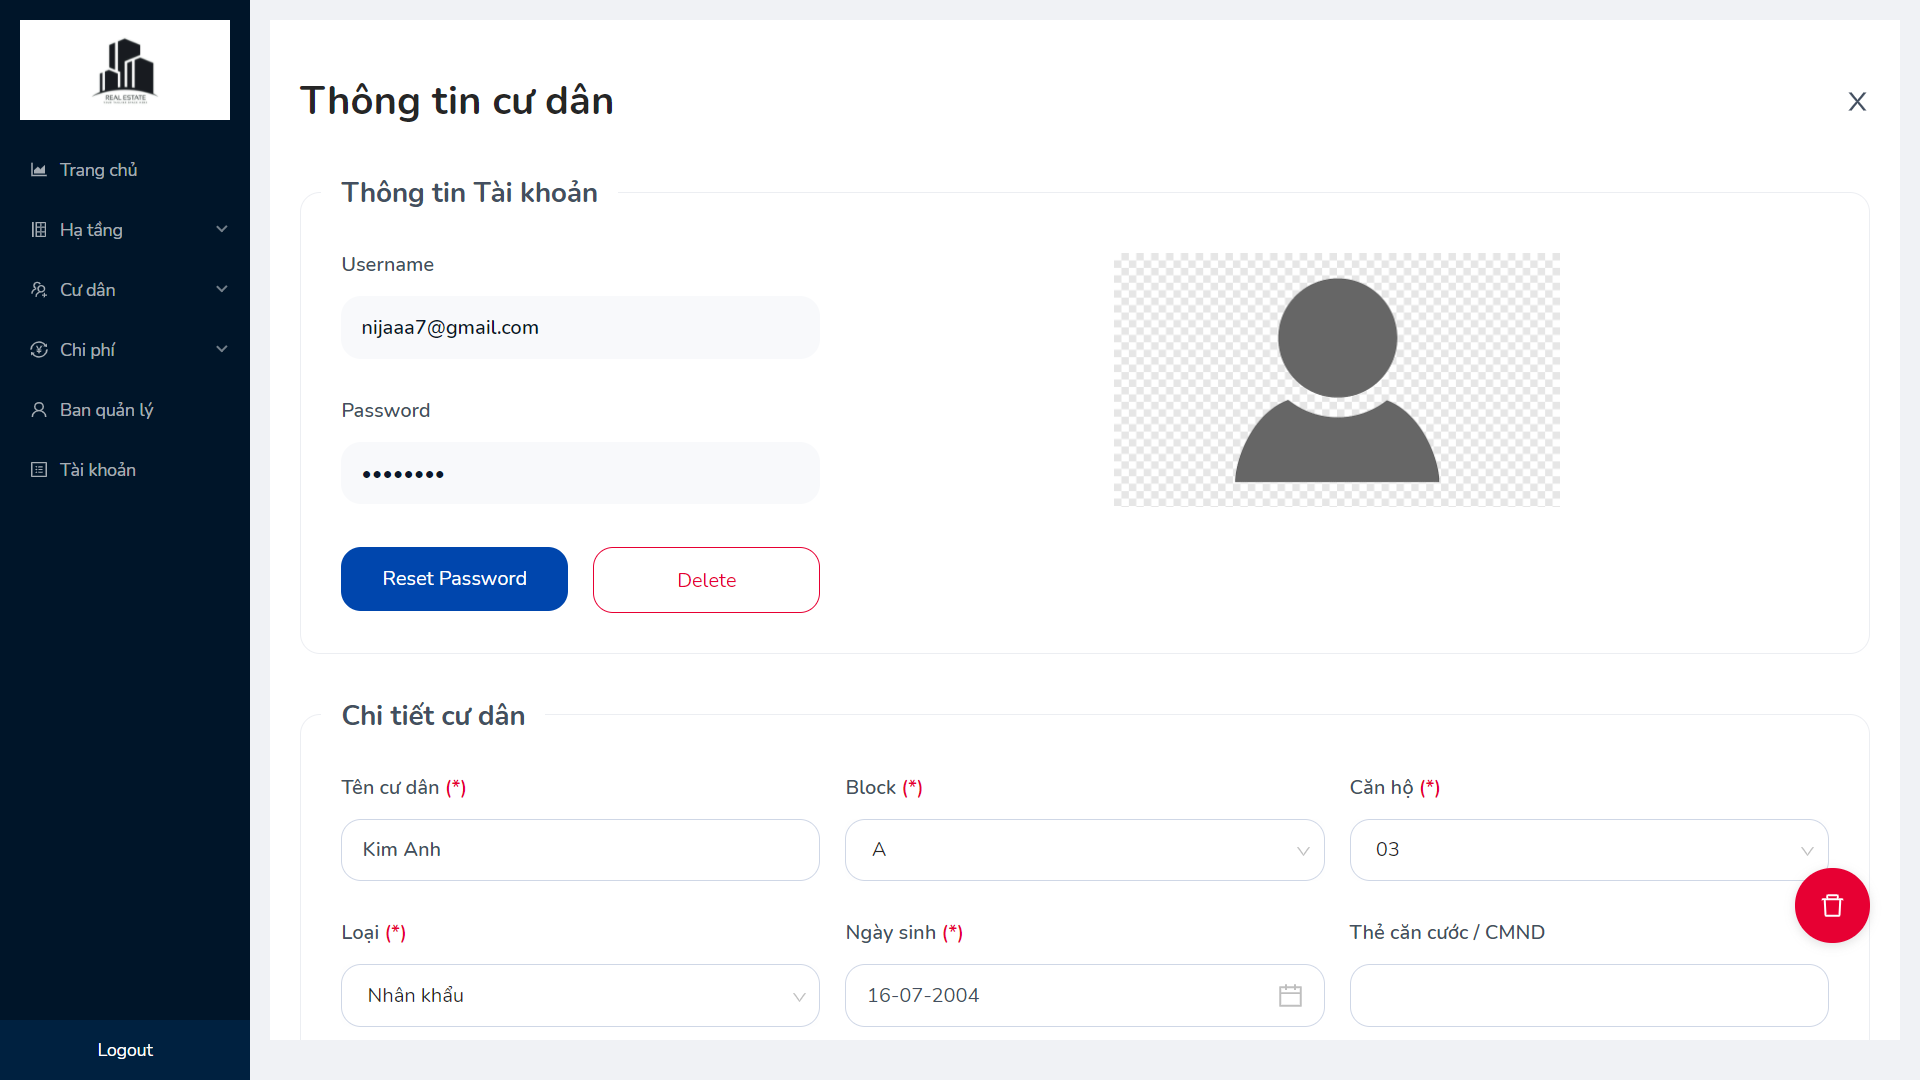 REAL ESTATE
Trang chủ
Hạ tầng
Cư dân
Chi phí
Ban quản lý
Tài khoản
Logout
Thông tin cư dân
Thông tin Tài khoản
Username
nijaaa7@gmail.com
Password
••••••••
Reset Password
Delete
Chi tiết cư dân
Tên cư dân (*)
Block (*)
Căn hộ (*)
Kim Anh
A
03
Loại (*)
Ngày sinh (*)
Thẻ căn cước / CMND
Nhân khẩu
16-07-2004